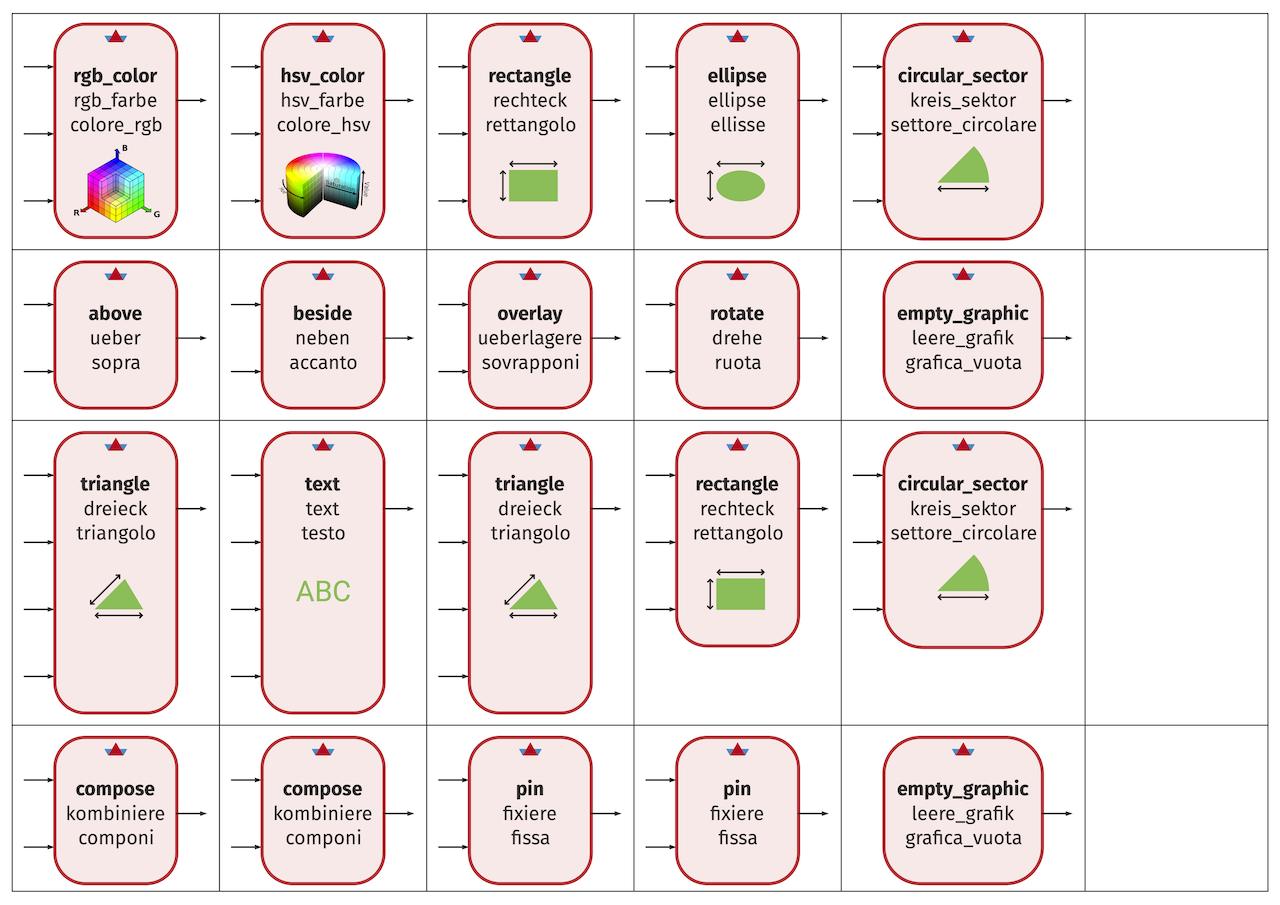 rgb_color
rgb_farbe
colore_rgb
B
R
G
hsv_color
hsv_farbe
colore_hsv
Value
rectangle
rechteck
rettangolo
ellipse
ellipse
ellisse
circular_sector
kreis_sektor
settore_circolare
above
ueber
sopra
beside
neben
accanto
overlay
ueberlagere
sovrapponi
rotate
drehe
ruota
empty_graphic
leere_grafik
grafica_vuota
triangle
dreieck
triangolo
text
text
testo
ABC
triangle
dreieck
triangolo
rectangle
rechteck
rettangolo
circular_sector
kreis_sektor
settore_circolare
compose
kombiniere
componi
compose
kombiniere
componi
pin
fixiere
fissa
pin
fixiere
fissa
empty_graphic
leere_grafik
grafica_vuota